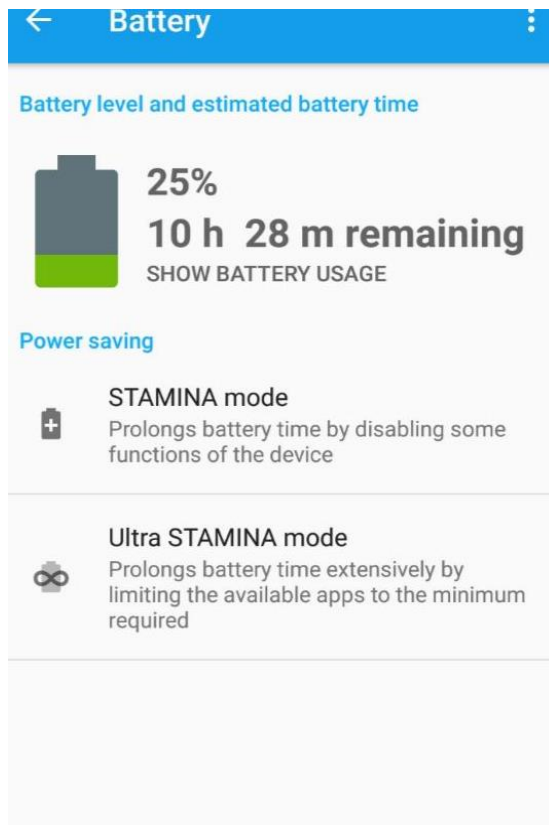 Battery
Battery level and estimated battery time
25%
10 h 28 m remaining
SHOW BATTERY USAGE
Power saving
STAMINA mode
Prolongs battery time by disabling some
functions of the device
Ultra STAMINA mode
Prolongs battery time extensively by
limiting the available apps to the minimum
required